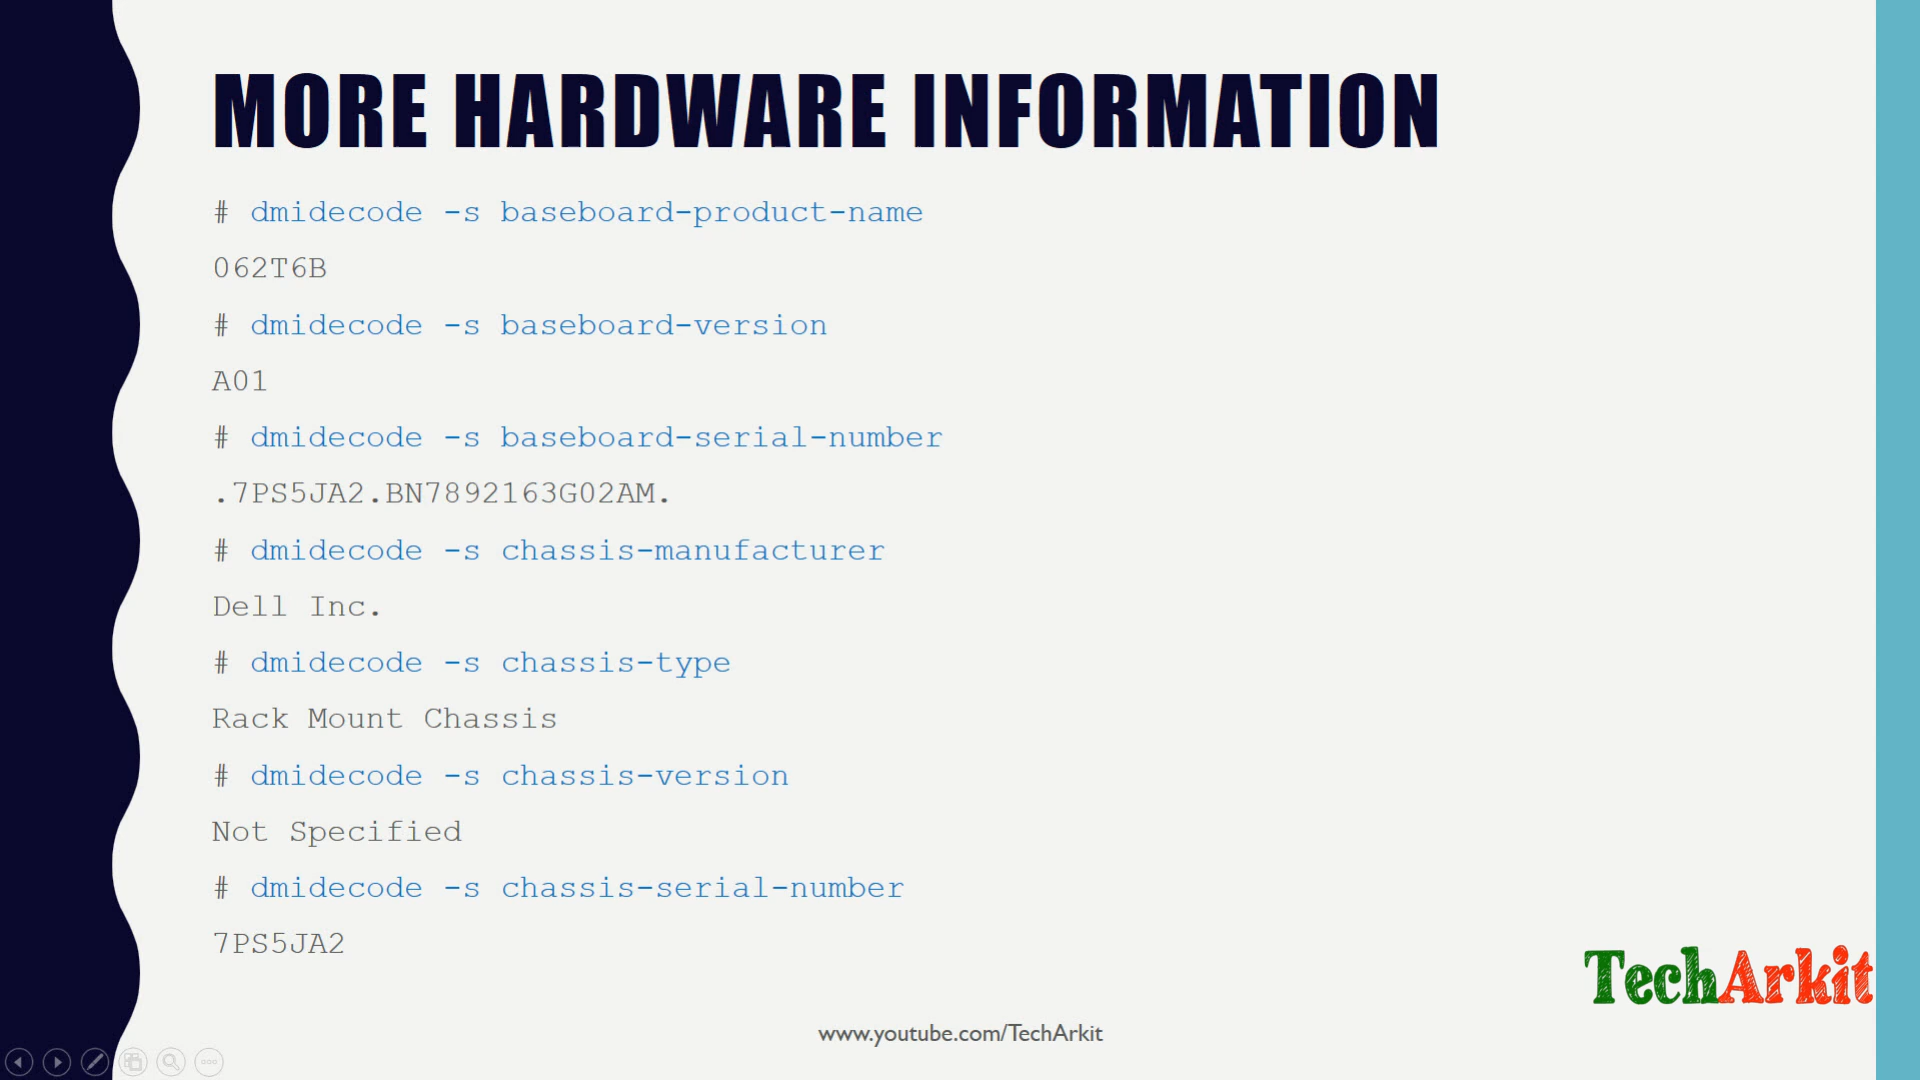 MORE HARDWARE INFORMATION
# dmidecode -s baseboard-product-name
062T6B
# dmidecode -s baseboard-version
A01
# dmidecode -s baseboard-serial-number
.7PS5JA2.BN7892163G02AM.
# dmidecode -s chassis-manufacturer
Dell Inc.
# dmidecode -s chassis-type
Rack Mount Chassis
# dmidecode -s chassis-version
Not Specified
# dmidecode -s chassis-serial-number
7PS5JA2
TechArkit
www.youtube.com/TechArkit